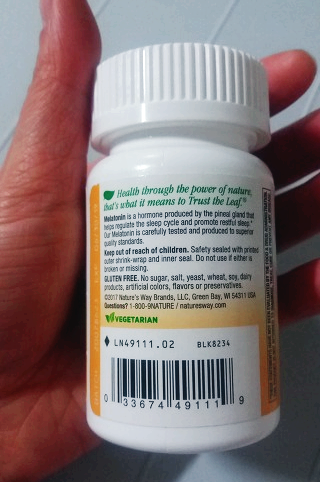 Health through the power of nature,
that's what it means to Trust the Leaf.®
Melatonin is a hormone produced by the pineal gland that
helps regulate the sleep cycle and promote restful sleep.*
Our Melatonin is carefully tested and produced to superior
quality standards.
Keep out of reach of children. Safety sealed with printed
outer shrink-wrap and inner seal. Do not use if either is
broken or missing.
GLUTEN FREE. No sugar, salt, yeast, wheat, soy, dairy
products, artificial colors, flavors or preservatives.
©2017 Nature's Way Brands, LLC, Green Bay, WI 54311 USA
Questions? 1-800-9NATURE / naturesway.com
VEGETARIAN
LN49111.02 BLK8234
0 33674 49111 9